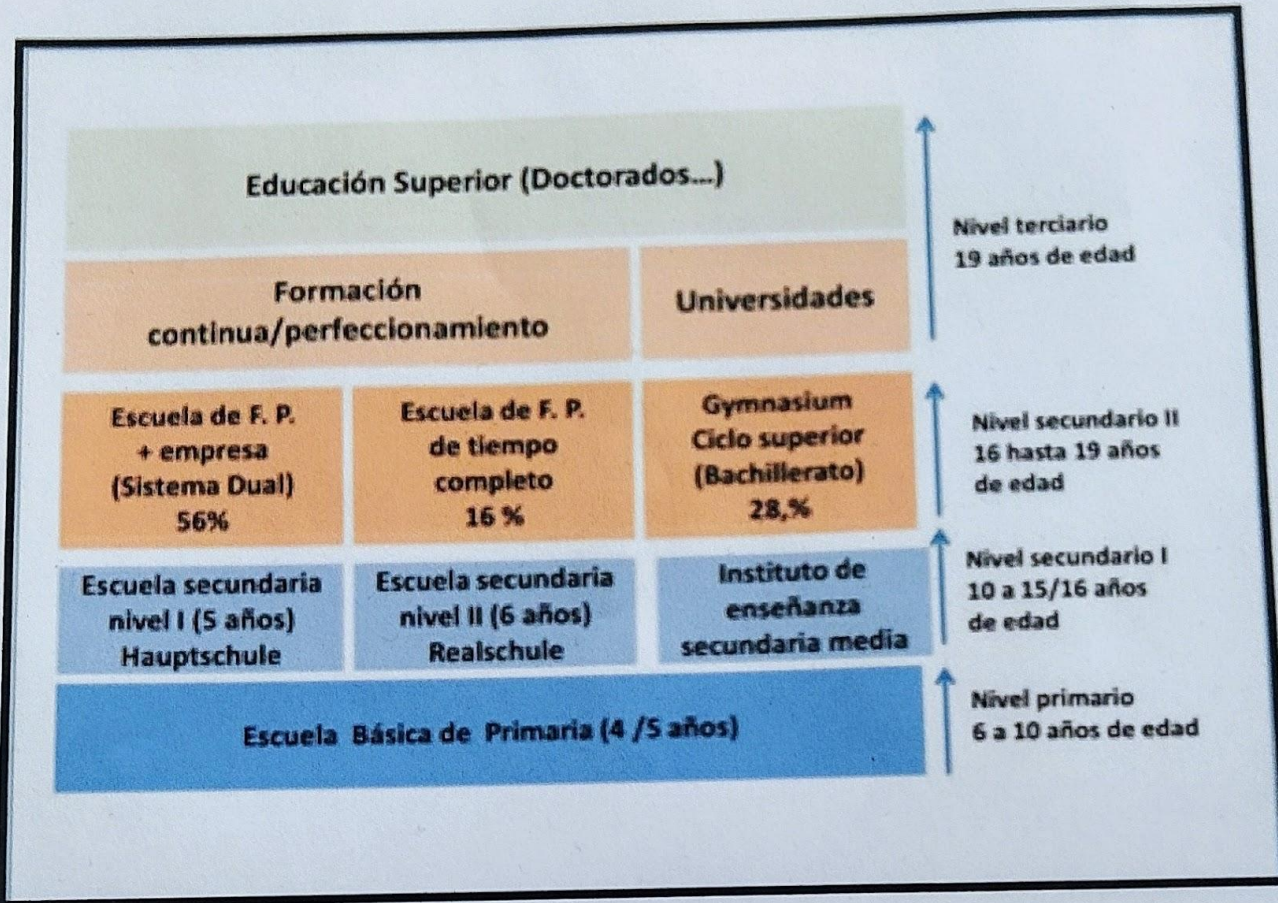 Educación Superior (Doctorados...)
Nivel terciario
19 años de edad
Formación
continua/perfeccionamiento
Universidades
Escuela de F. P.
+ empresa
(Sistema Dual)
56%
Escuela de F. P.
de tiempo
completo
16 %
Gymnasium
Ciclo superior
(Bachillerato)
28,%
Nivel secundario II
16 hasta 19 años
de edad
Escuela secundaria
nivel I (5 años)
Hauptschule
Escuela secundaria
nivel II (6 años)
Realschule
Instituto de
enseñanza
secundaria media
Nivel secundario I
10 a 15/16 años
de edad
Escuela Básica de Primaria (4 /5 años)
Nivel primario
6 a 10 años de edad